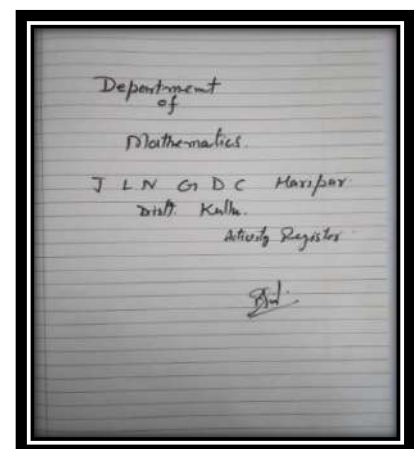 Department
of
Mathematics.
J L N G D C Haripur
Distt. Kullu.
Activity Register